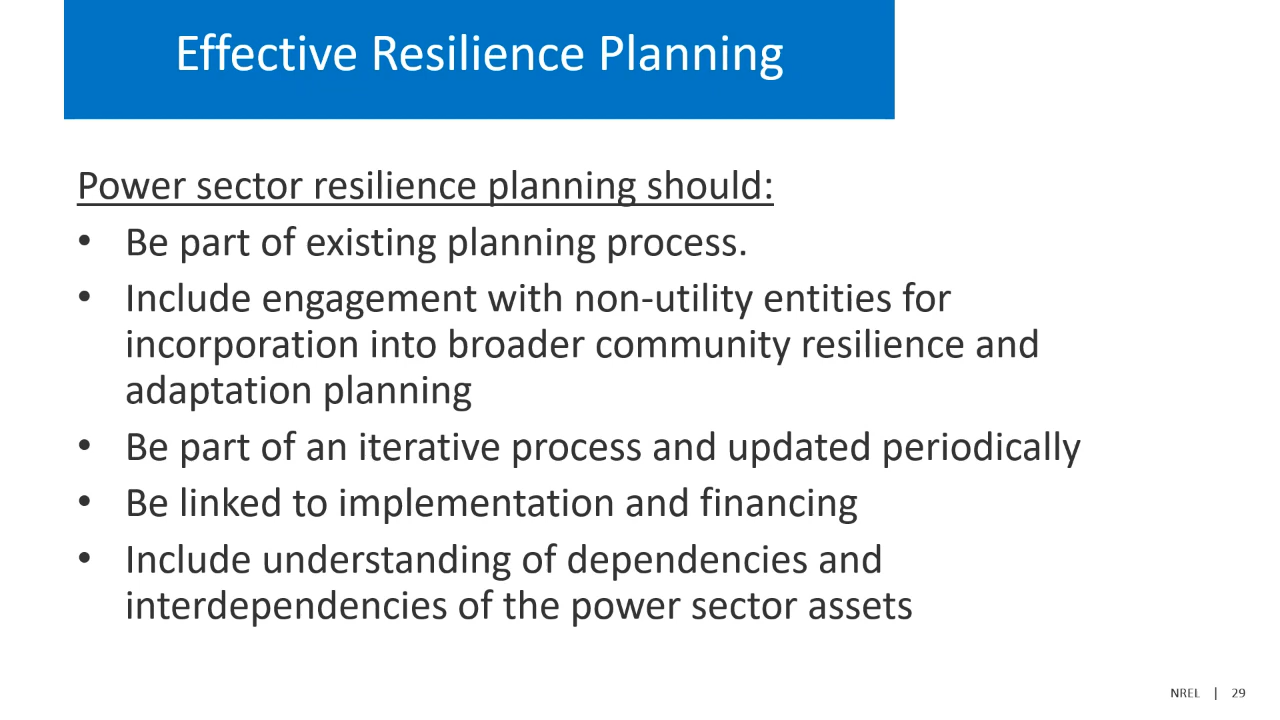 Effective Resilience Planning
Power sector resilience planning should:
• Be part of existing planning process.
• Include engagement with non-utility entities for
incorporation into broader community resilience and
adaptation planning
• Be part of an iterative process and updated periodically
• Be linked to implementation and financing
• Include understanding of dependencies and
interdependencies of the power sector assets
NREL | 29